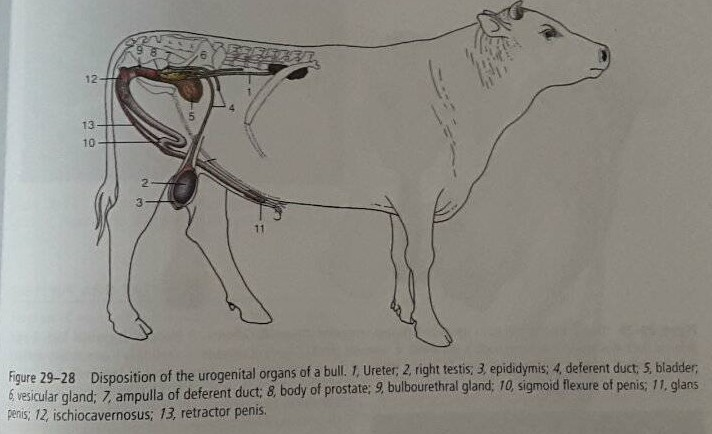 9 8 6
12
1
4
5
13
10
2
3
11
Figure 29–28 Disposition of the urogenital organs of a bull. 1, Ureter; 2, right testis; 3, epididymis; 4, deferent duct; 5, bladder;
6, vesicular gland; 7, ampulla of deferent duct; 8, body of prostate; 9, bulbourethral gland; 10, sigmoid flexure of penis; 11, glans
penis; 12, ischiocavernosus; 13, retractor penis.